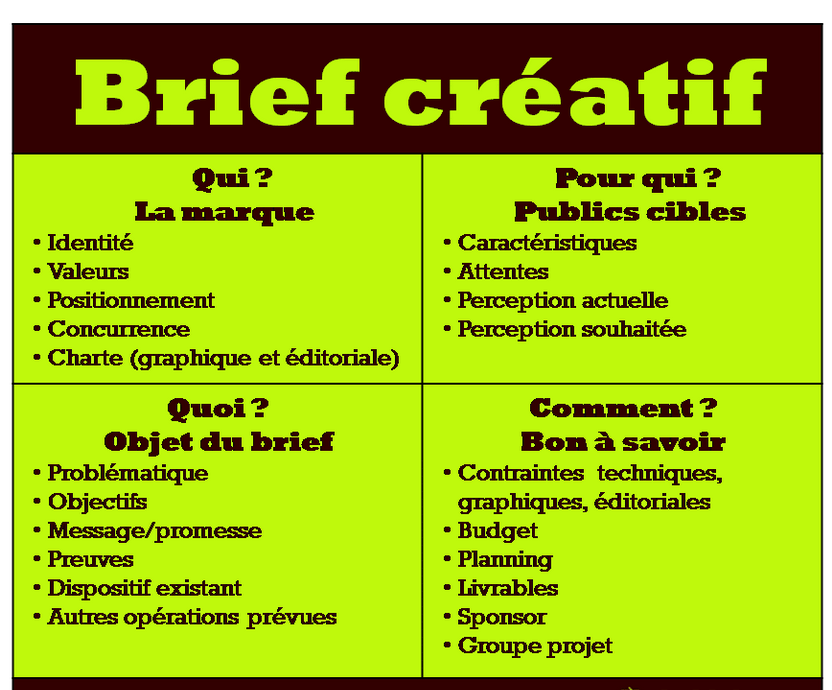 Brief créatif
Qui ?
La marque
• Identité
• Valeurs
• Positionnement
• Concurrence
• Charte (graphique et éditoriale)
Pour qui ?
Publics cibles
• Caractéristiques
• Attentes
• Perception actuelle
• Perception souhaitée
Quoi ?
Objet du brief
• Problématique
• Objectifs
• Message/promesse
• Preuves
• Dispositif existant
• Autres opérations prévues
Comment ?
Bon à savoir
• Contraintes techniques,
graphiques, éditoriales
• Budget
• Planning
• Livrables
• Sponsor
• Groupe projet